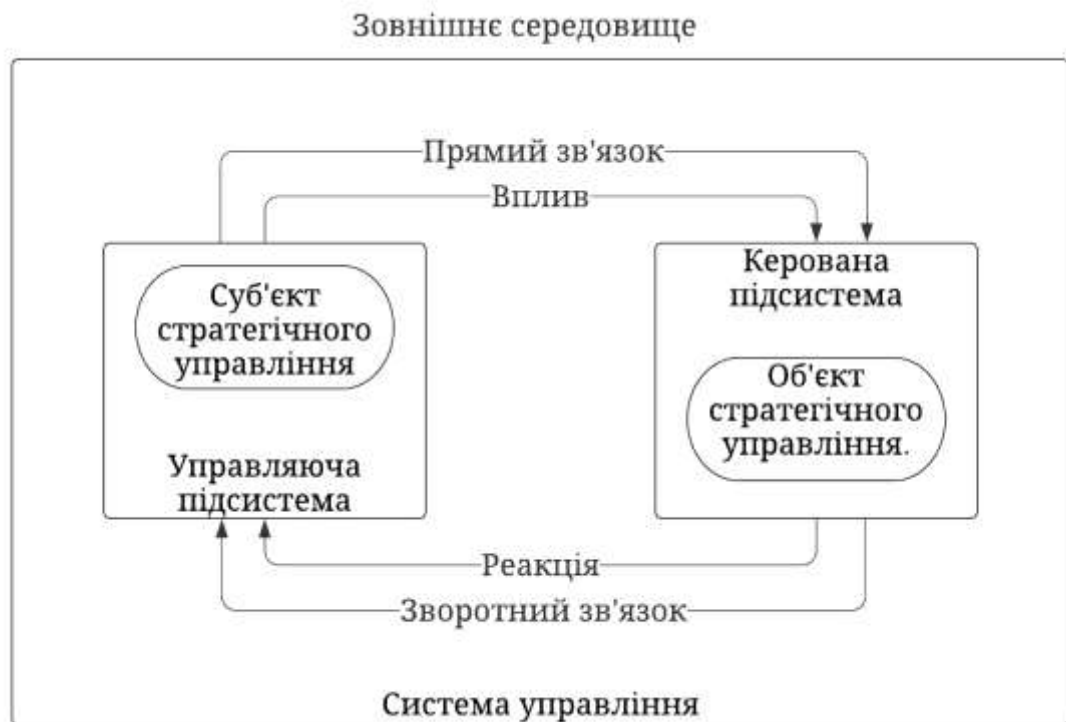 Зовнішнє середовище
Прямий зв'язок
Вплив
Суб'єкт
стратегічного
управління
Управляюча
підсистема
Керована
підсистема
Об'єкт
стратегічного
управління.
Реакція
Зворотний зв'язок
Система управління